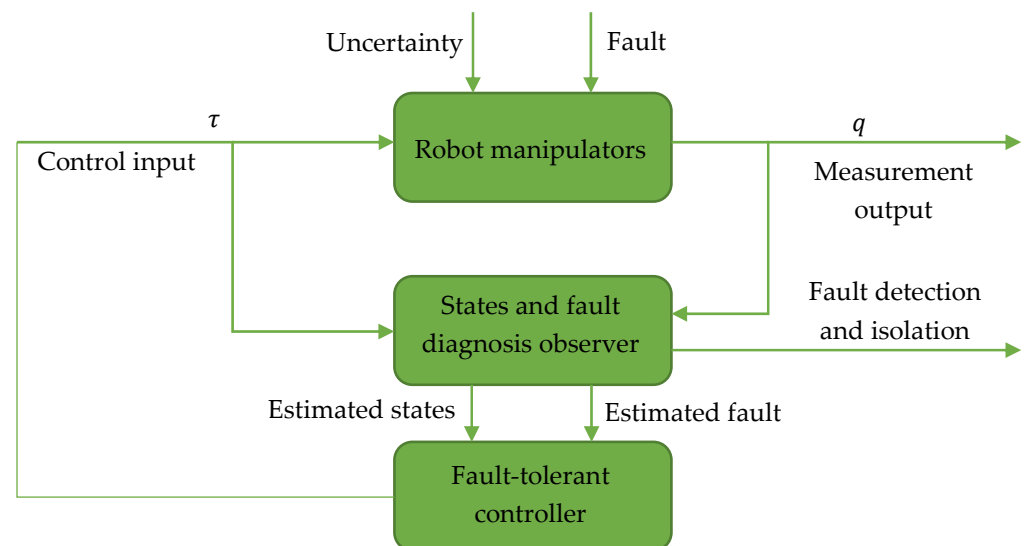 Uncertainty
Fault
τ
Control input
Robot manipulators
q
Measurement
output
States and fault
diagnosis observer
Fault detection
and isolation
Estimated states
Estimated fault
Fault-tolerant
controller